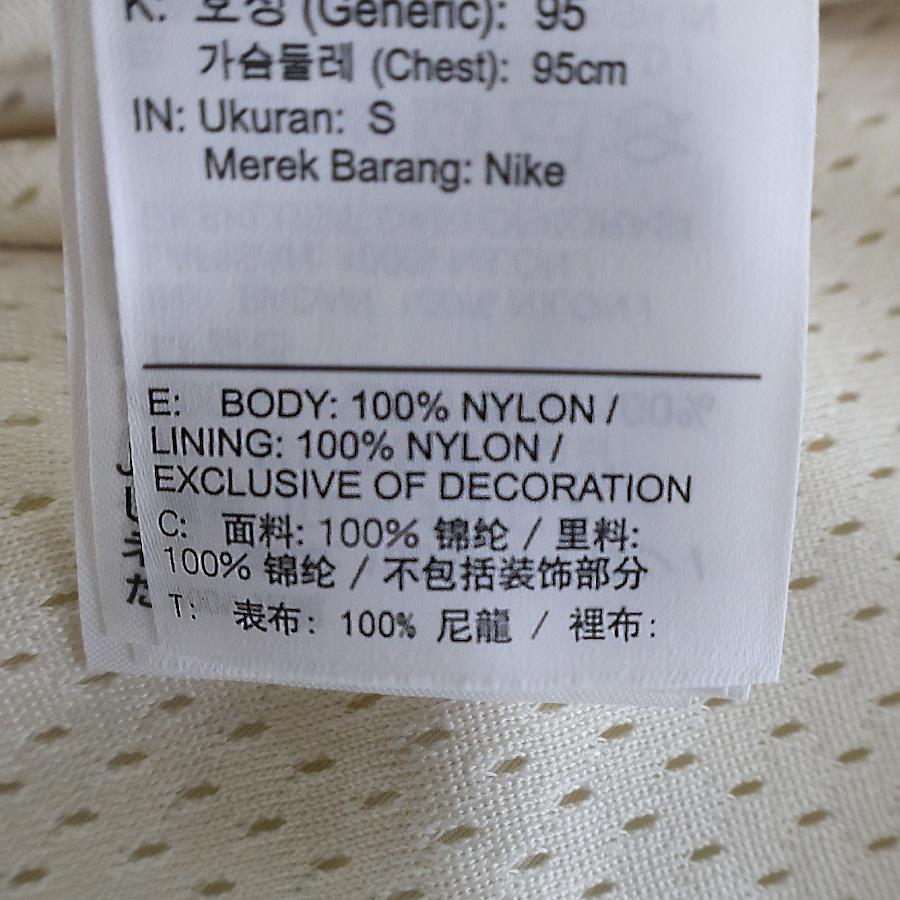 K: 호칭 (Generic): 95
가슴둘레 (Chest): 95cm
IN: Ukuran: S
Merek Barang: Nike
E: BODY: 100% NYLON /
LINING: 100% NYLON /
EXCLUSIVE OF DECORATION
C: 面料: 100% 锦纶 / 里料:
100% 锦纶 / 不包括装饰部分
T: 表布: 100% 尼龍 / 裡布: